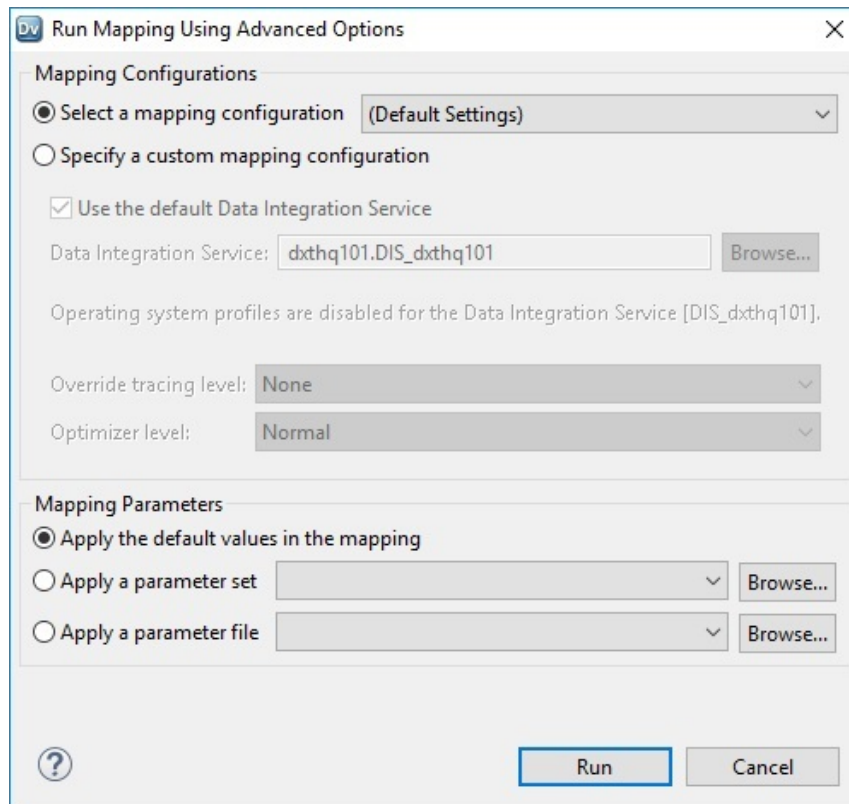 Dv Run Mapping Using Advanced Options
Mapping Configurations
Select a mapping configuration (Default Settings)
Specify a custom mapping configuration
Use the default Data Integration Service
Data Integration Service: dxthq101.DIS_dxthq101 Browse...
Operating system profiles are disabled for the Data Integration Service [DIS_dxthq101].
Override tracing level: None
Optimizer level: Normal
Mapping Parameters
Apply the default values in the mapping
Apply a parameter set Browse...
Apply a parameter file Browse...
? Run Cancel